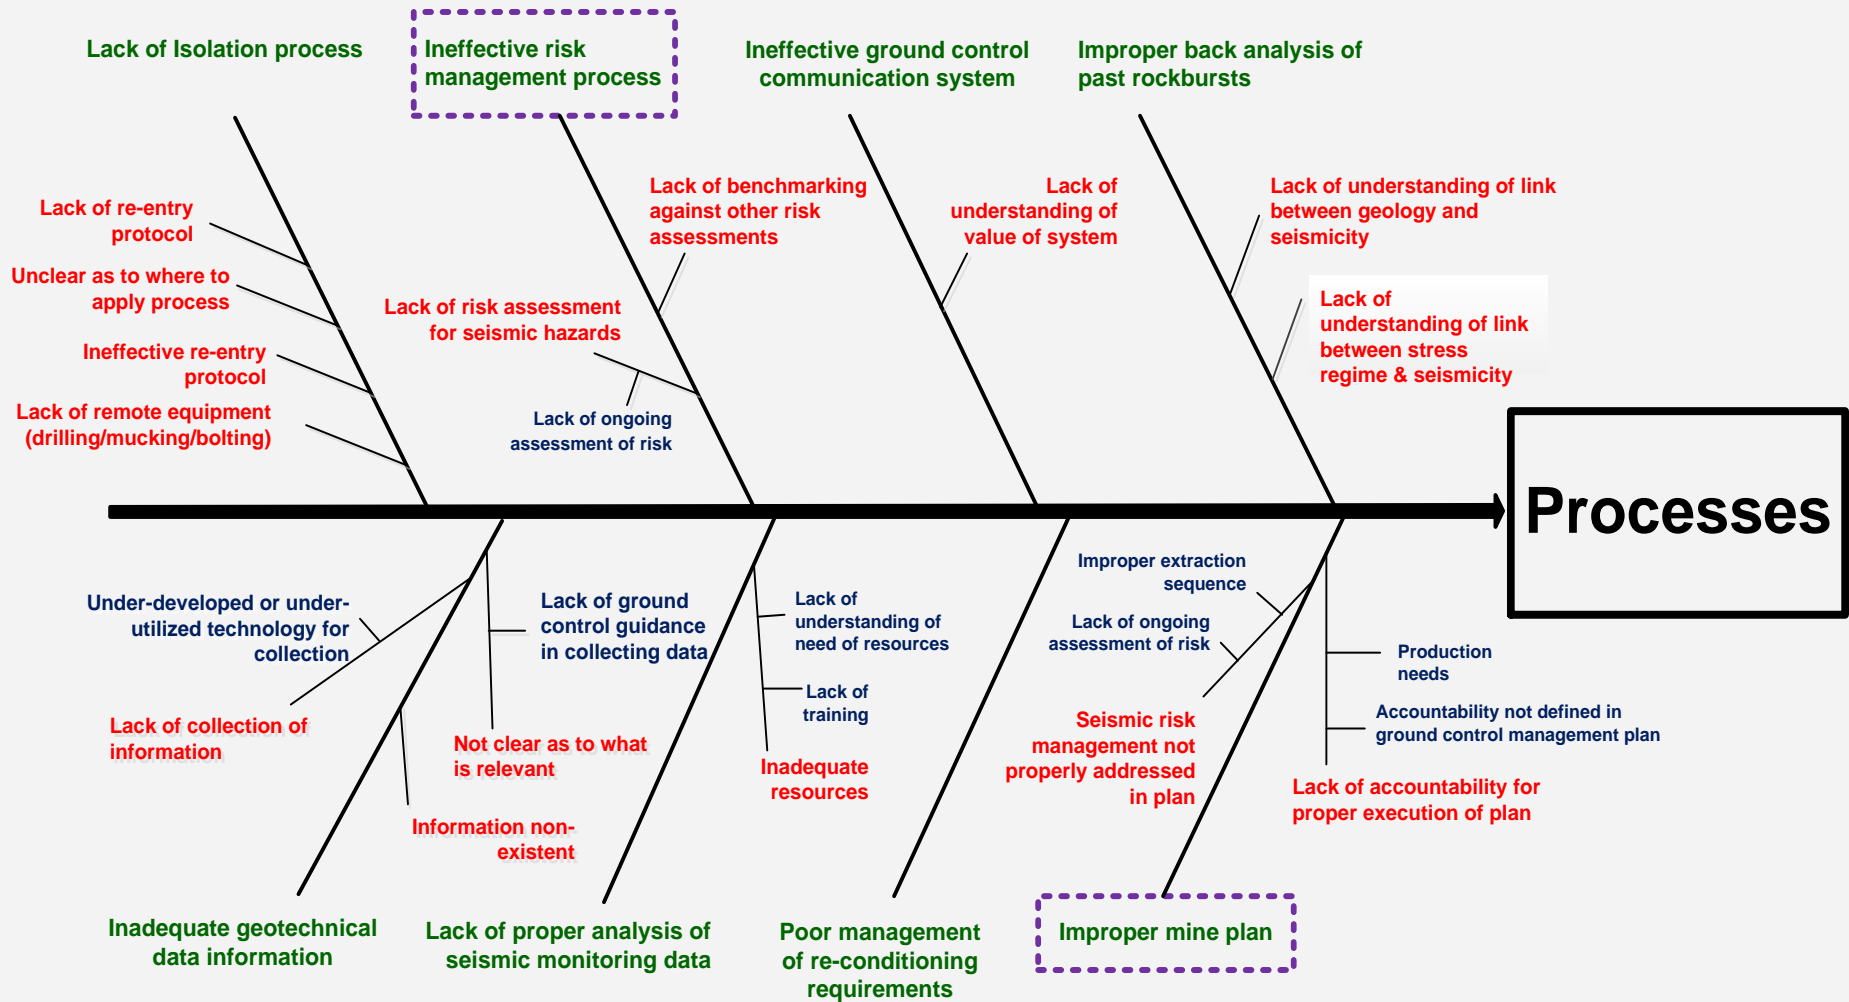 Lack of Isolation process
Ineffective risk
management process
Ineffective ground control
communication system
Improper back analysis of
past rockbursts
Lack of re-entry
protocol
Unclear as to where to
apply process
Ineffective re-entry
protocol
Lack of remote equipment
(drilling/mucking/bolting)
Lack of benchmarking
against other risk
assessments
Lack of risk assessment
for seismic hazards
Lack of ongoing
assessment of risk
Lack of
understanding of
value of system
Lack of understanding of link
between geology and
seismicity
Lack of
understanding of link
between stress
regime & seismicity
Processes
Under-developed or under-
utilized technology for
collection
Lack of collection of
information
Lack of ground
control guidance
in collecting data
Not clear as to what
is relevant
Information non-
existent
Lack of
understanding of
need of resources
Lack of
training
Inadequate
resources
Improper extraction
sequence
Lack of ongoing
assessment of risk
Seismic risk
management not
properly addressed
in plan
Production
needs
Accountability not defined in
ground control management plan
Lack of accountability for
proper execution of plan
Inadequate geotechnical
data information
Lack of proper analysis of
seismic monitoring data
Poor management
of re-conditioning
requirements
Improper mine plan